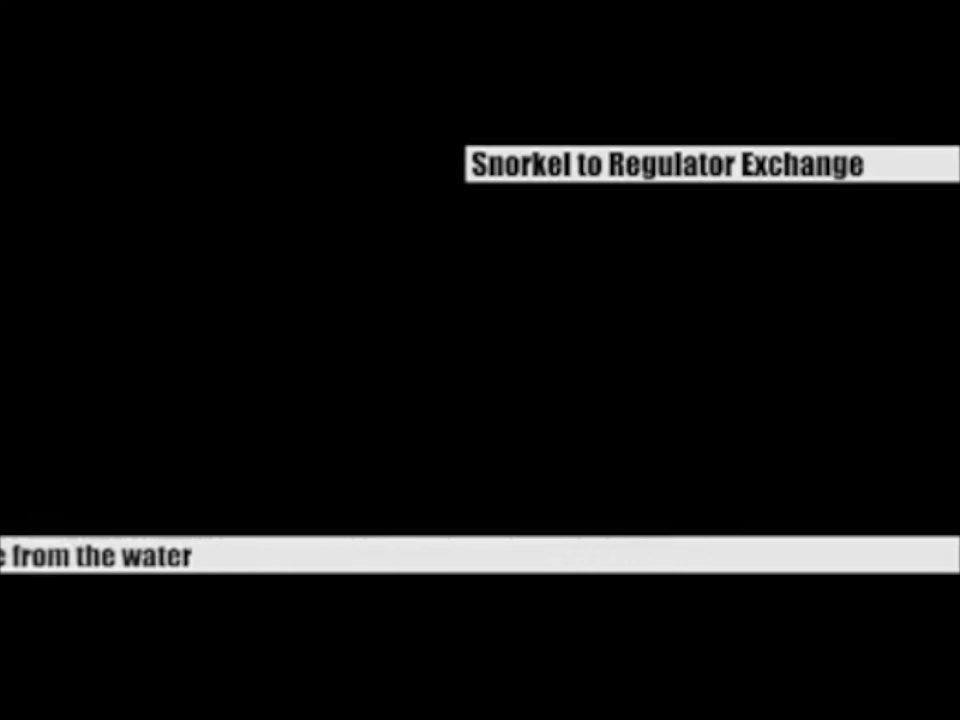 Snorkel to Regulator Exchange
from the water